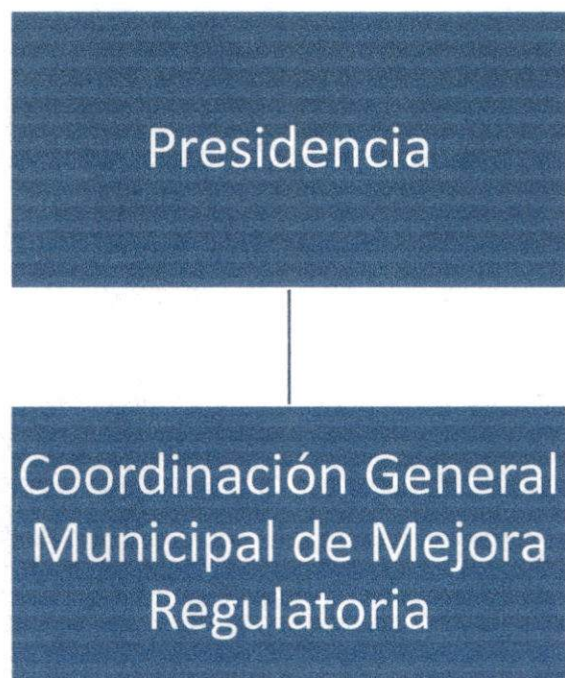 Presidencia
Coordinación General
Municipal de Mejora
Regulatoria